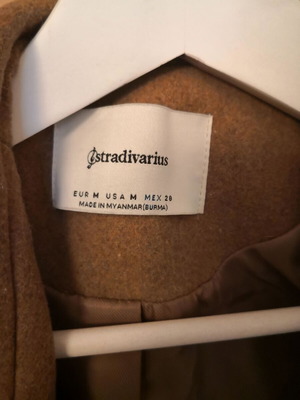 stradivarius
EUR M USA M MEX 28
MADE IN MYANMAR(BURMA)